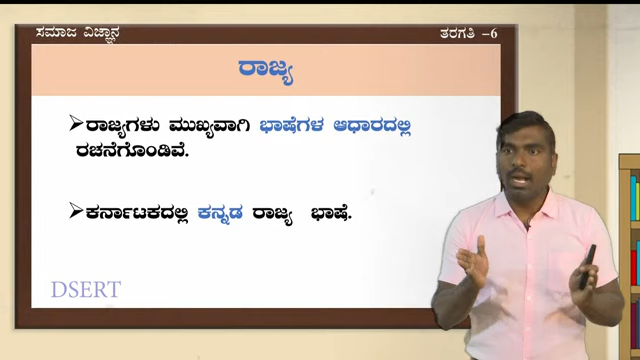 ಸಮಾಜ ವಿಜ್ಞಾನ
ತರಗತಿ –6
ರಾಜ್ಯ
➤ರಾಜ್ಯಗಳು ಮುಖ್ಯವಾಗಿ ಭಾಷೆಗಳ ಆಧಾರದಲ್ಲಿ
ರಚನೆಗೊಂಡಿವೆ.
➤ಕರ್ನಾಟಕದಲ್ಲಿ ಕನ್ನಡ ರಾಜ್ಯ ಭಾಷೆ.
DSERT